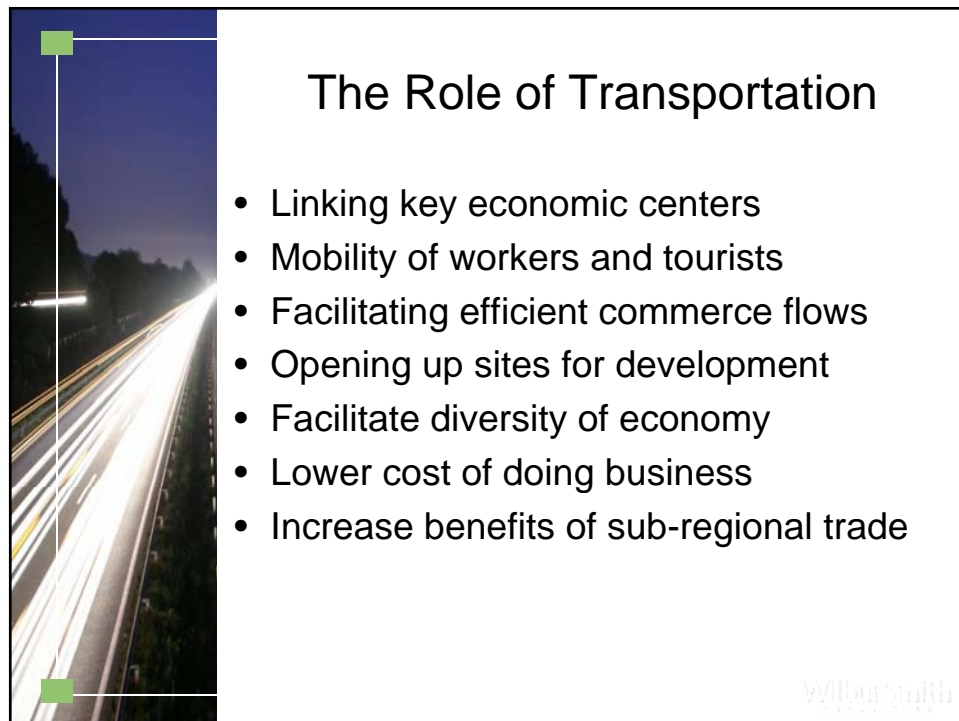 The Role of Transportation
• Linking key economic centers
• Mobility of workers and tourists
• Facilitating efficient commerce flows
• Opening up sites for development
• Facilitate diversity of economy
• Lower cost of doing business
• Increase benefits of sub-regional trade
WilburSmith